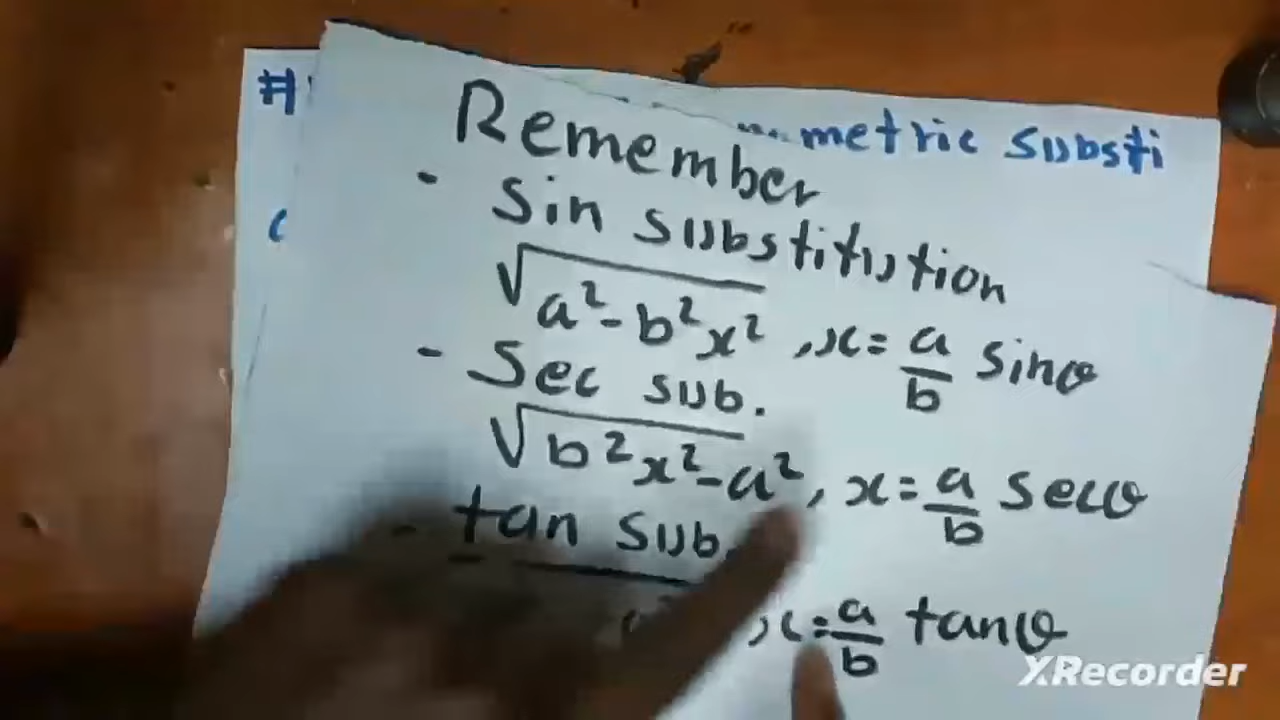 #
metric Substi
Remember
- Sin substitution
√a²-b²x² , x= a/b sinθ
- Sec sub.
√b²x²-a² , x= a/b secθ
- tan sub.
x= a/b tanθ
XRecorder